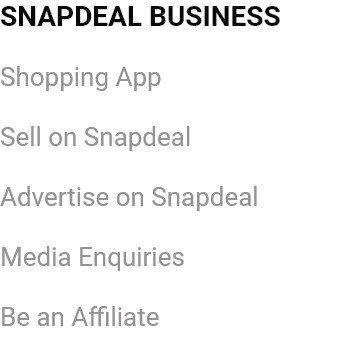 SNAPDEAL BUSINESS
Shopping App
Sell on Snapdeal
Advertise on Snapdeal
Media Enquiries
Be an Affiliate